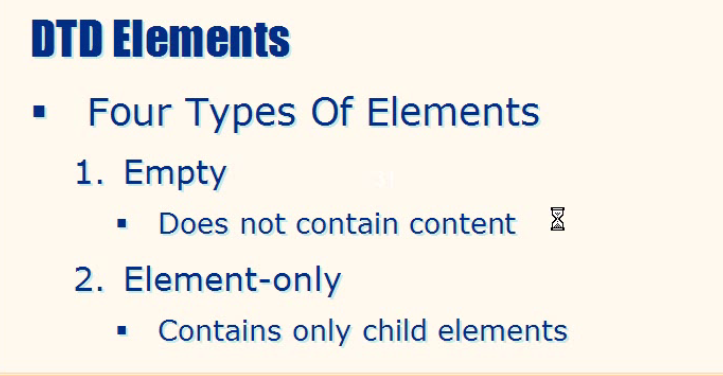 DTD Elements
▪ Four Types Of Elements
1. Empty
▪ Does not contain content
2. Element-only
▪ Contains only child elements